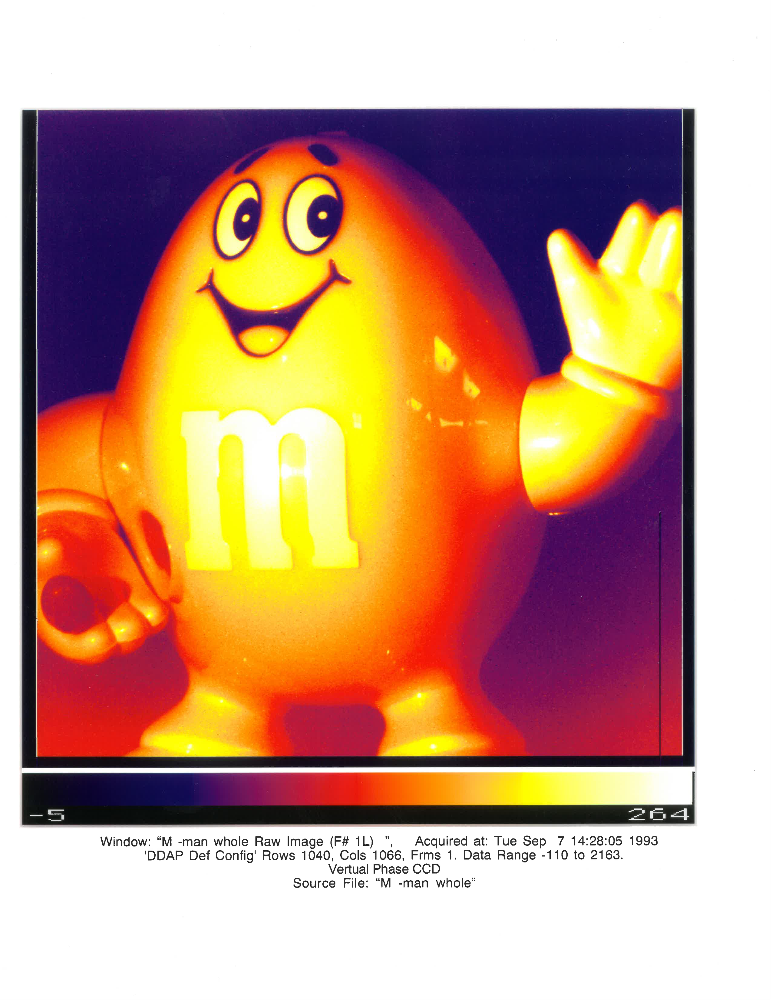 m
-5
264
Window: “M -man whole Raw Image (F# 1L) ”, Acquired at: Tue Sep 7 14:28:05 1993
'DDAP Def Config' Rows 1040, Cols 1066, Frms 1. Data Range -110 to 2163.
Vertual Phase CCD
Source File: “M -man whole”